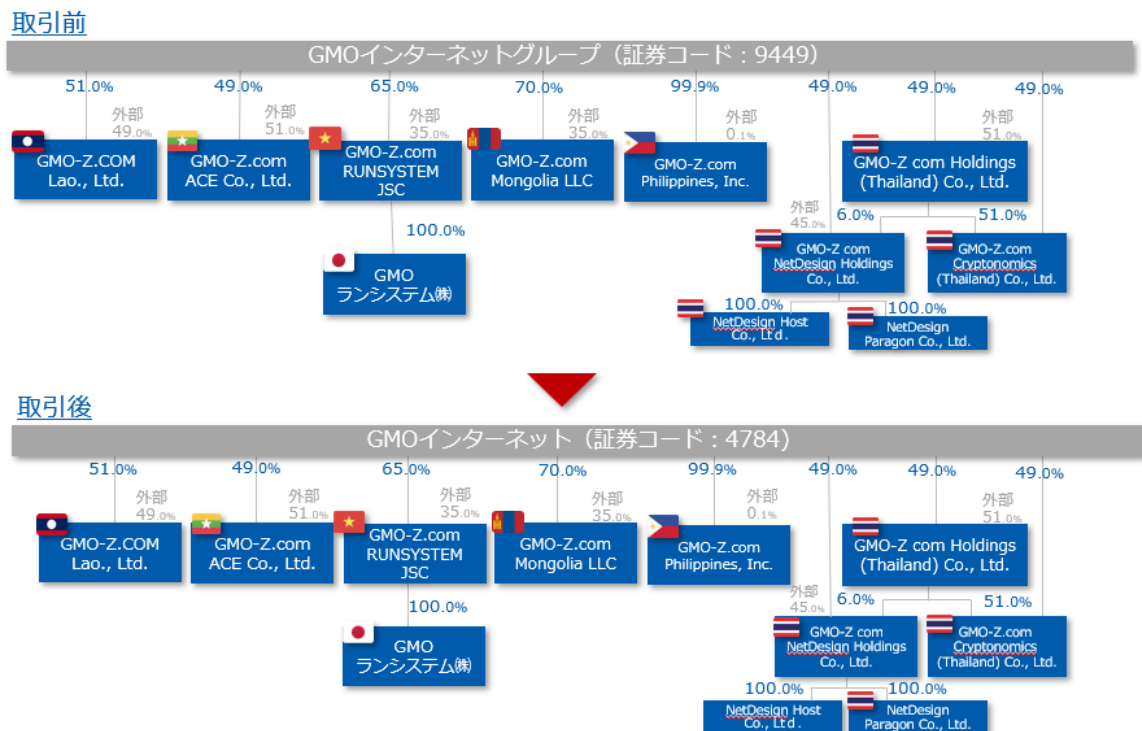 取引前
GMOインターネットグループ（証券コード：9449）
51.0%
49.0%
65.0%
70.0%
99.9%
49.0%
49.0%
49.0%
外部
49.0%
外部
51.0%
外部
35.0%
外部
35.0%
外部
0.1%
外部
51.0%
GMO-Z.COM
Lao., Ltd.
GMO-Z.com
ACE Co., Ltd.
GMO-Z.com
RUNSYSTEM
JSC
GMO-Z.com
Mongolia LLC
GMO-Z.com
Philippines, Inc.
GMO-Z com Holdings
(Thailand) Co., Ltd.
100.0%
外部
45.0%
6.0%
51.0%
GMO
ランシステム㈱
GMO-Z com
NetDesign Holdings
Co., Ltd.
GMO-Z.com
Cryptonomics
(Thailand) Co., Ltd.
100.0%
100.0%
NetDesign Host
Co., Ltd.
NetDesign
Paragon Co., Ltd.
取引後
GMOインターネット（証券コード：4784）
51.0%
49.0%
65.0%
70.0%
99.9%
49.0%
49.0%
49.0%
外部
49.0%
外部
51.0%
外部
35.0%
外部
35.0%
外部
0.1%
外部
51.0%
GMO-Z.COM
Lao., Ltd.
GMO-Z.com
ACE Co., Ltd.
GMO-Z.com
RUNSYSTEM
JSC
GMO-Z.com
Mongolia LLC
GMO-Z.com
Philippines, Inc.
GMO-Z com Holdings
(Thailand) Co., Ltd.
100.0%
外部
45.0%
6.0%
51.0%
GMO
ランシステム㈱
GMO-Z com
NetDesign Holdings
Co., Ltd.
GMO-Z.com
Cryptonomics
(Thailand) Co., Ltd.
100.0%
100.0%
NetDesign Host
Co., Ltd.
NetDesign
Paragon Co., Ltd.